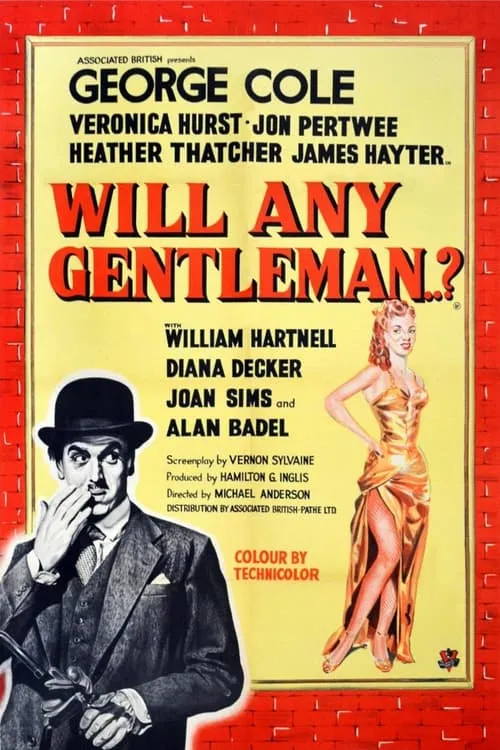 ASSOCIATED BRITISH presents
GEORGE COLE
VERONICA HURST · JON PERTWEE
HEATHER THATCHER JAMES HAYTER IN
WILL ANY
GENTLEMAN..?
WITH
WILLIAM HARTNELL
DIANA DECKER
JOAN SIMS and
ALAN BADEL
Screenplay by VERNON SYLVAINE
Produced by HAMILTON G. INGLIS
Directed by MICHAEL ANDERSON
DISTRIBUTION BY ASSOCIATED BRITISH-PATHE LTD.
COLOUR BY
TECHNICOLOR